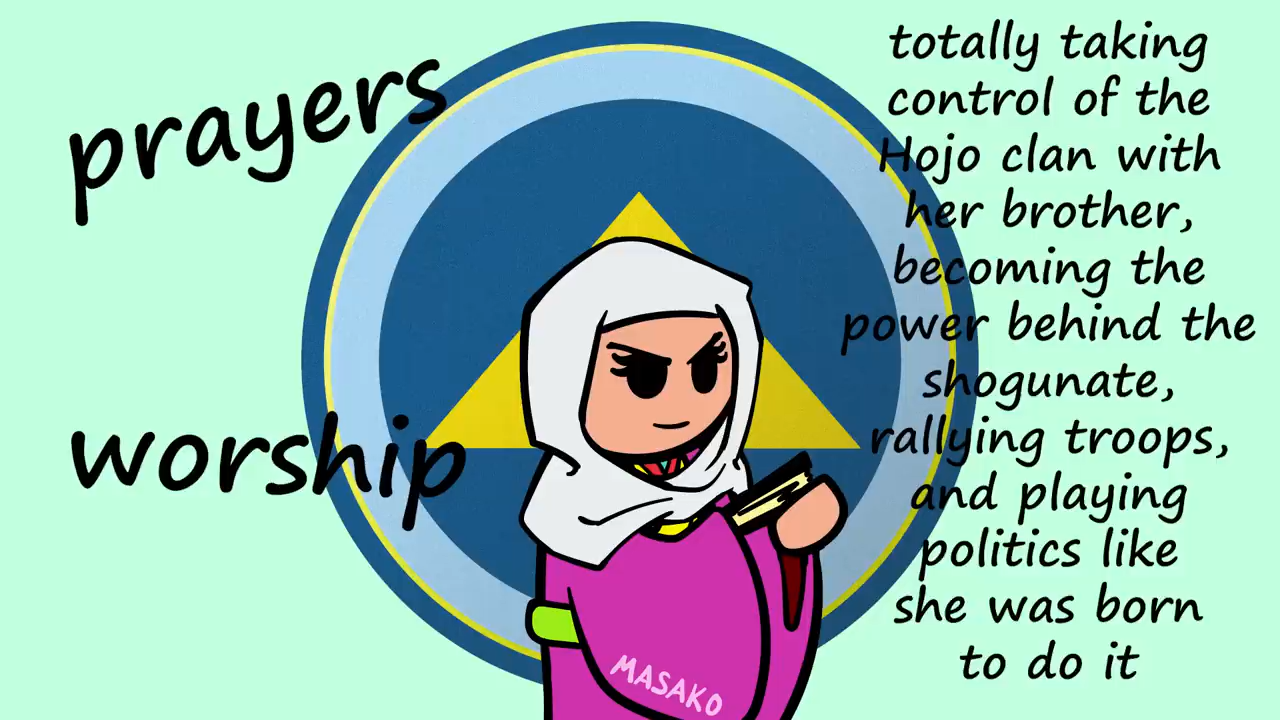 prayers
worship
totally taking
control of the
Hojo clan with
her brother,
becoming the
power behind the
shogunate,
rallying troops,
and playing
politics like
she was born
to do it
MASAKO